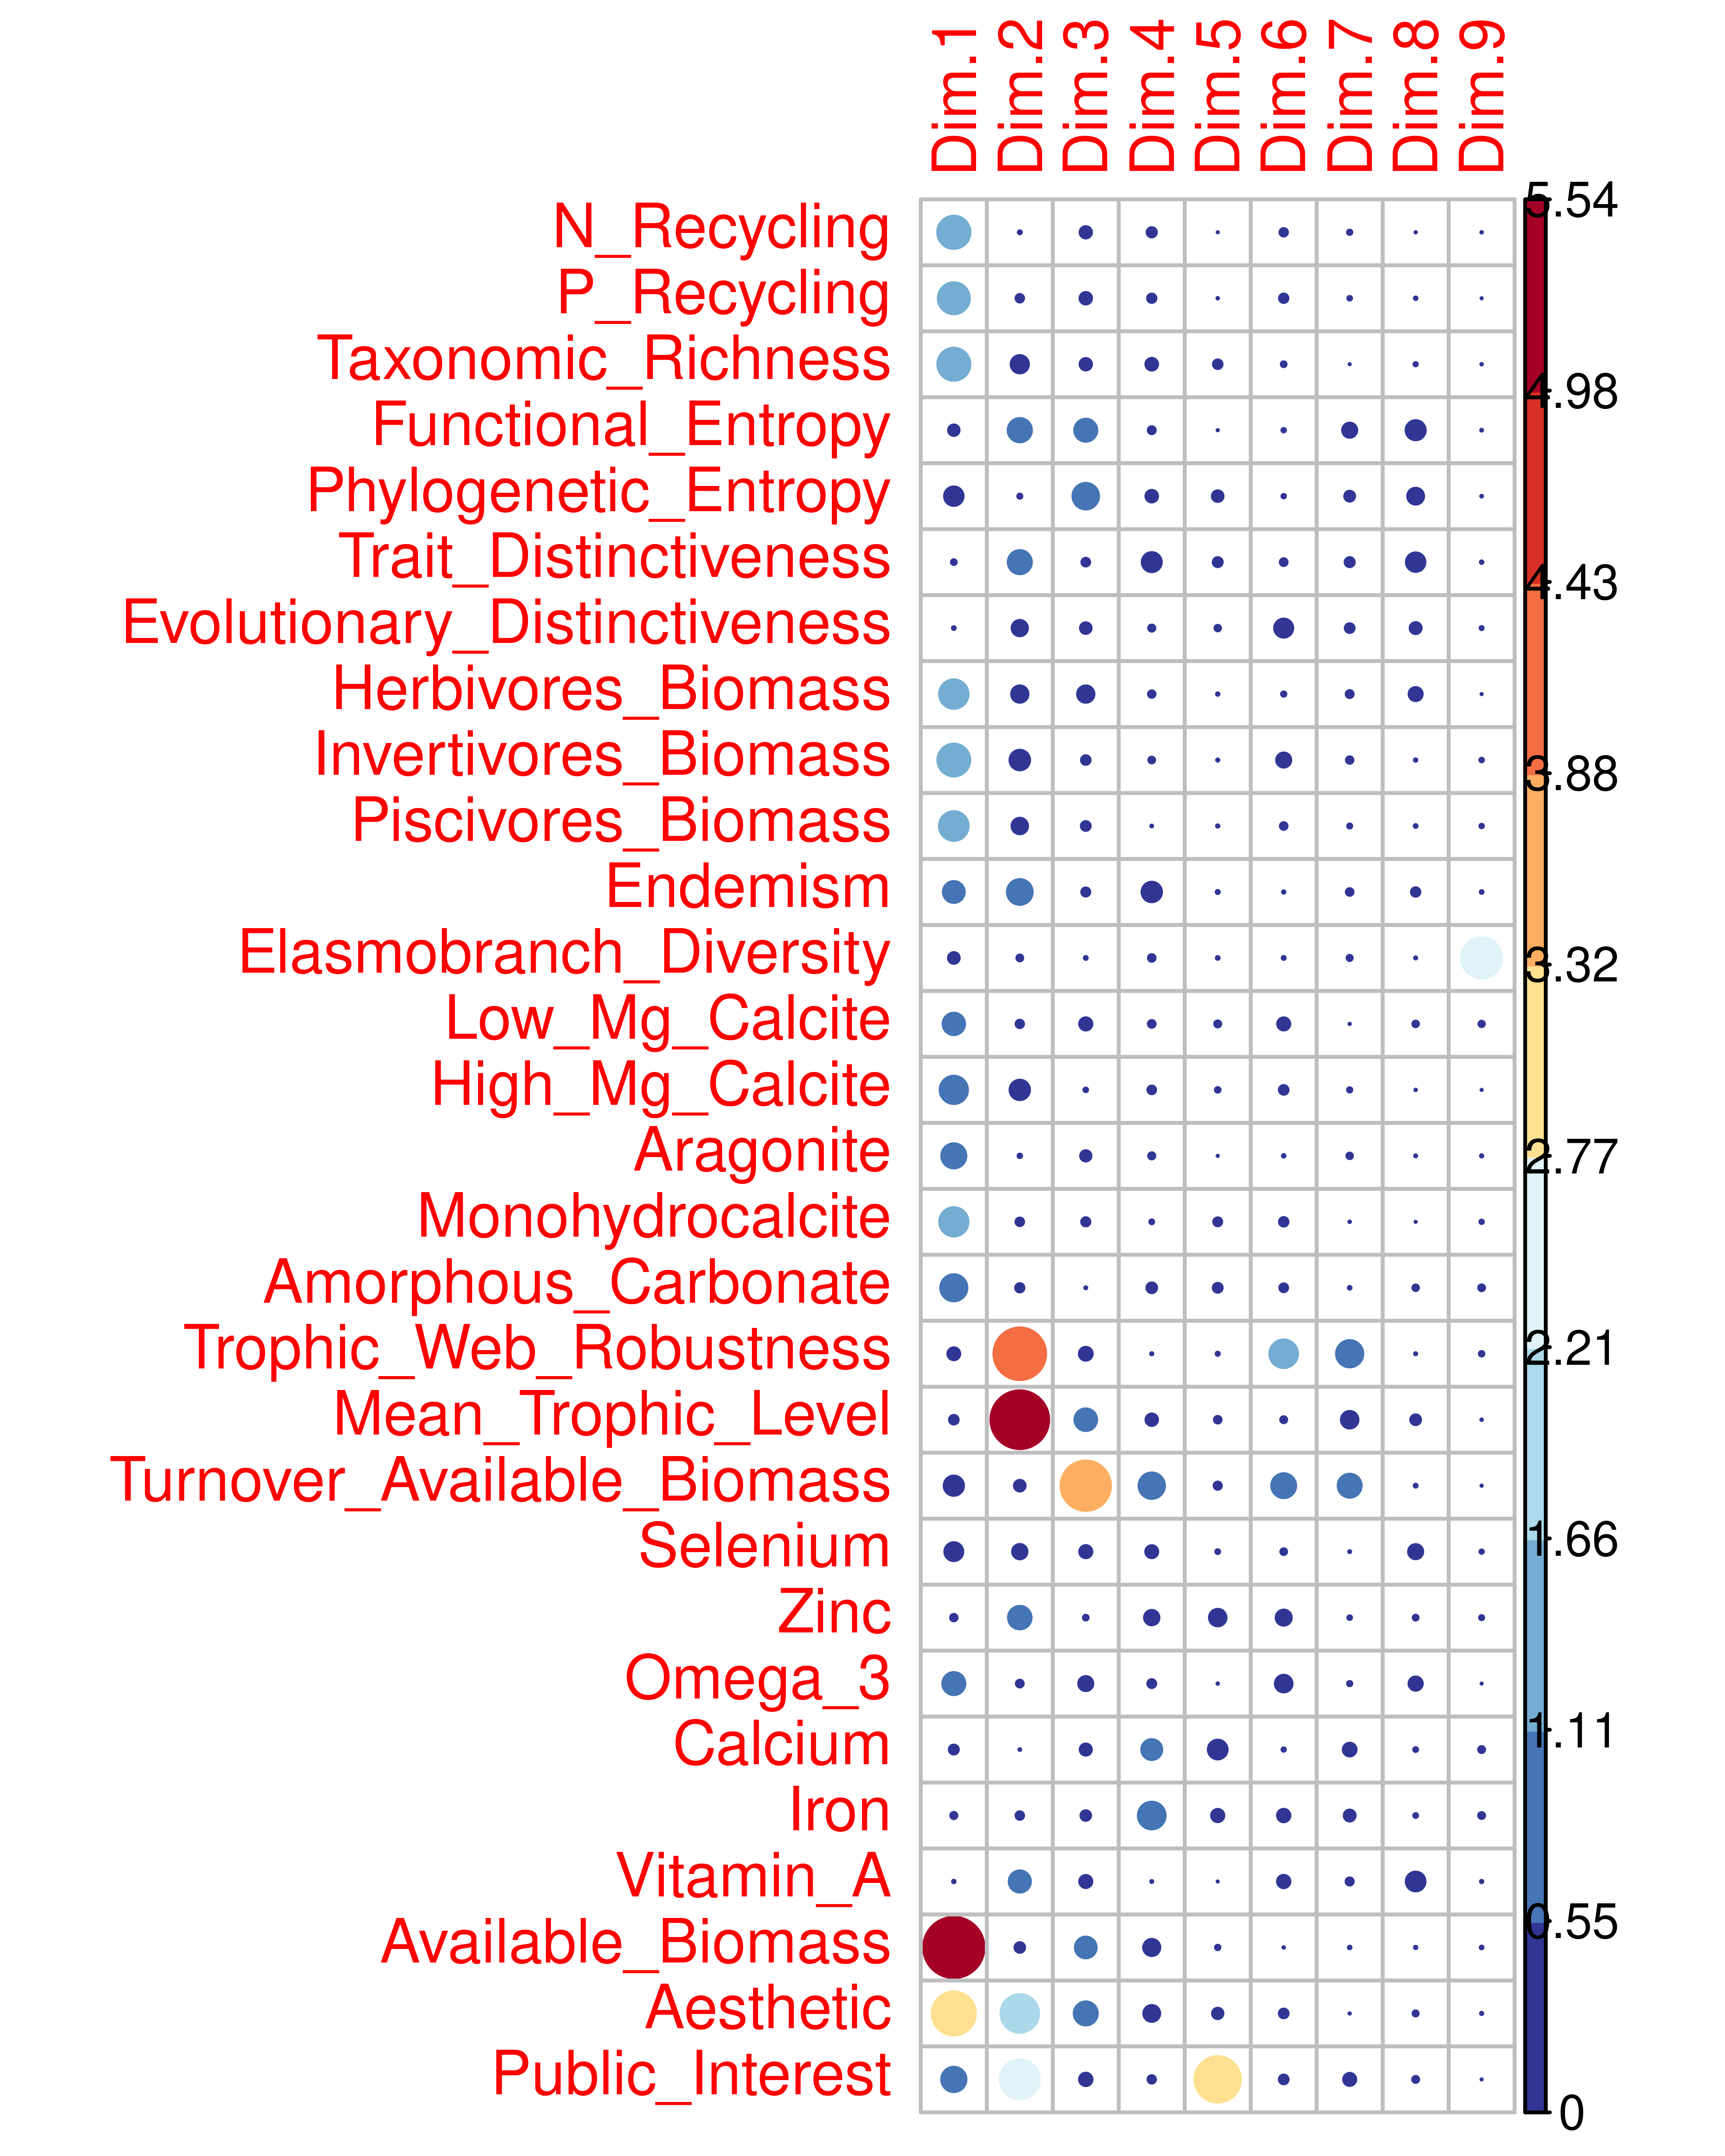 Dim.1 Dim.2 Dim.3 Dim.4 Dim.5 Dim.6 Dim.7 Dim.8 Dim.9
N_Recycling
P_Recycling
Taxonomic_Richness
Functional_Entropy
Phylogenetic_Entropy
Trait_Distinctiveness
Evolutionary_Distinctiveness
Herbivores_Biomass
Invertivores_Biomass
Piscivores_Biomass
Endemism
Elasmobranch_Diversity
Low_Mg_Calcite
High_Mg_Calcite
Aragonite
Monohydrocalcite
Amorphous_Carbonate
Trophic_Web_Robustness
Mean_Trophic_Level
Turnover_Available_Biomass
Selenium
Zinc
Omega_3
Calcium
Iron
Vitamin_A
Available_Biomass
Aesthetic
Public_Interest
5.54
4.98
4.43
3.88
3.32
2.77
2.21
1.66
1.11
0.55
0